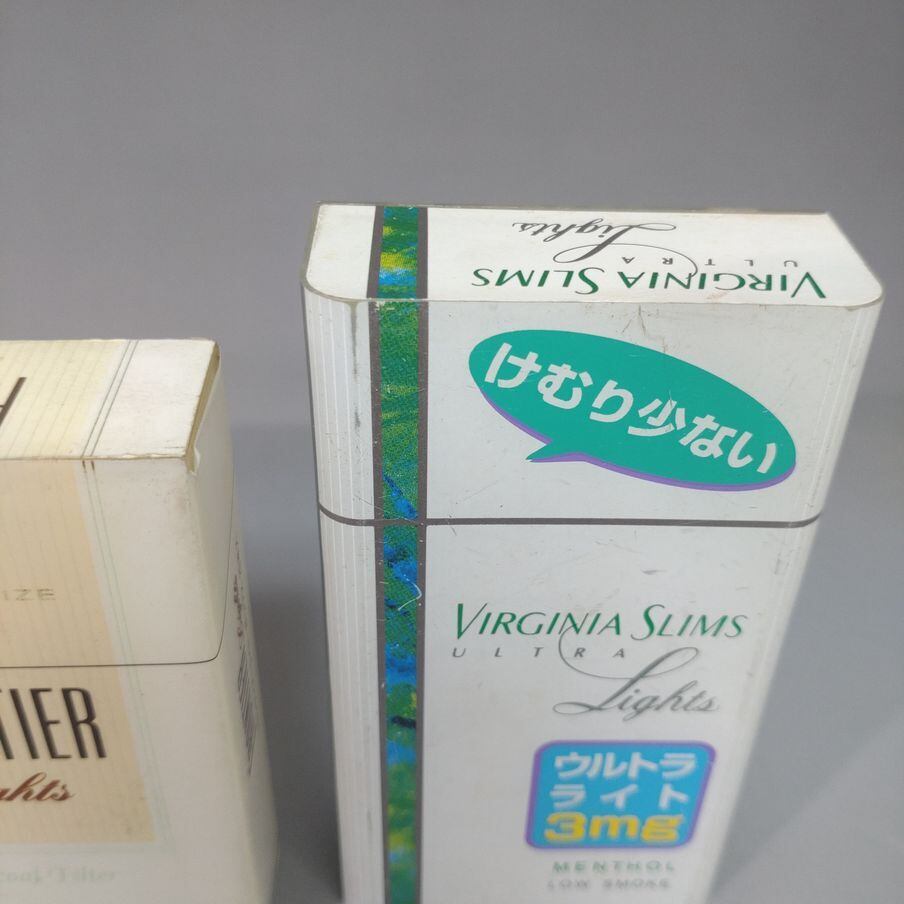 VIRGINIA SLIMS
ULTRA
Lights
けむり少ない
VIRGINIA SLIMS
ULTRA
Lights
ウルトラ
ライト
3mg
MENTHOL
LOW SMOKE
IZE
TIER
ghts
Filter